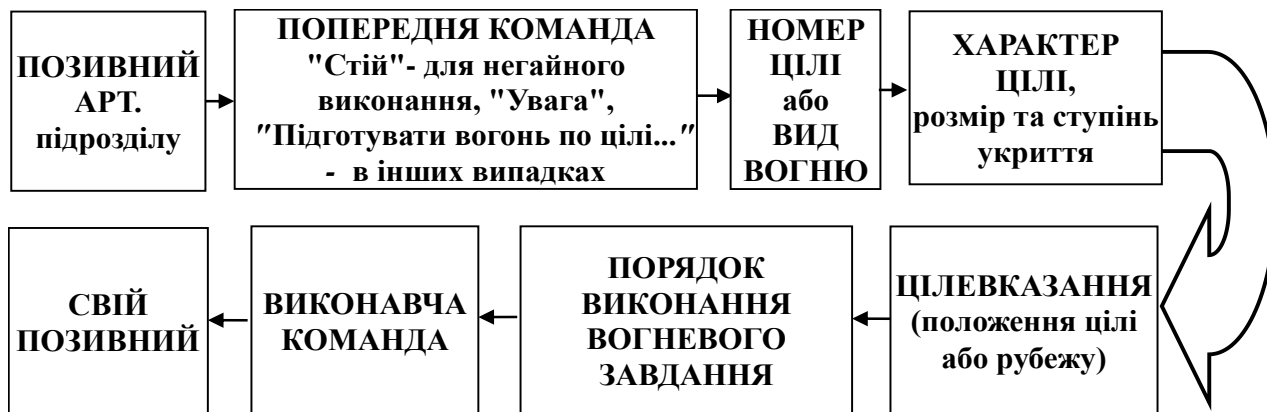 ПОЗИВНИЙ
АРТ.
підрозділу
ПОПЕРЕДНЯ КОМАНДА
"Стій"- для негайного
виконання, "Увага",
"Підготувати вогонь по цілі..."
- в інших випадках
НОМЕР
ЦІЛІ
або
ВИД
ВОГНЮ
ХАРАКТЕР
ЦІЛІ,
розмір та ступінь
укриття
ЦІЛЕВКАЗАННЯ
(положення цілі
або рубежу)
ПОРЯДОК
ВИКОНАННЯ
ВОГНЕВОГО
ЗАВДАННЯ
ВИКОНАВЧА
КОМАНДА
СВІЙ
ПОЗИВНИЙ